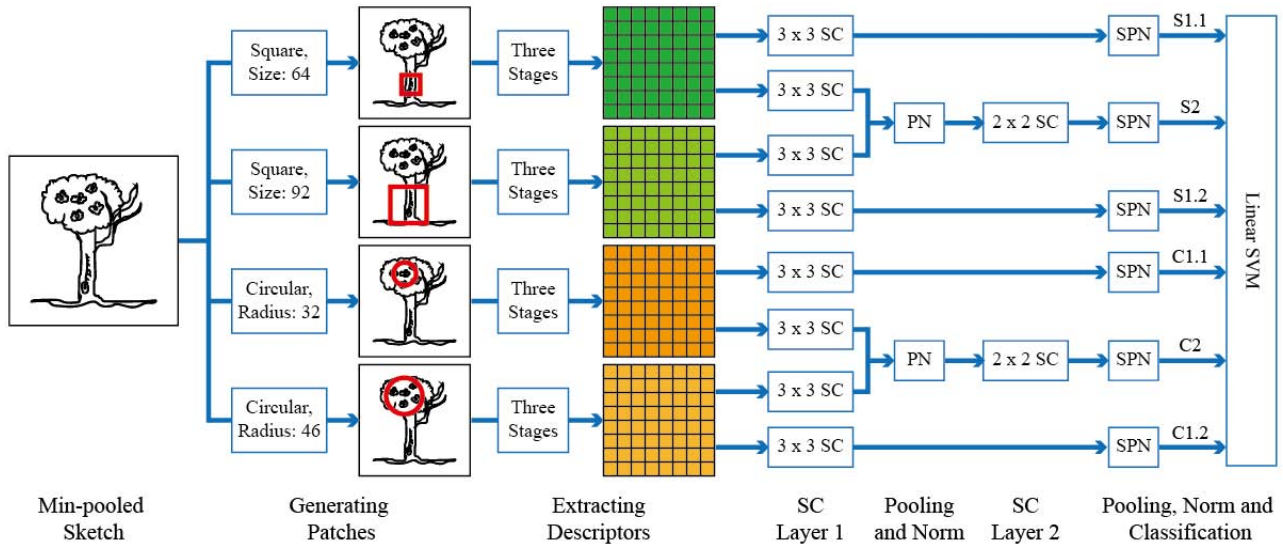 Square,
Size: 64
Three
Stages
3 x 3 SC
SPN
S1.1
3 x 3 SC
PN
2 x 2 SC
SPN
S2
Square,
Size: 92
Three
Stages
3 x 3 SC
3 x 3 SC
SPN
S1.2
Circular,
Radius: 32
Three
Stages
3 x 3 SC
SPN
C1.1
3 x 3 SC
PN
2 x 2 SC
SPN
C2
Circular,
Radius: 46
Three
Stages
3 x 3 SC
3 x 3 SC
SPN
C1.2
Linear SVM
Min-pooled
Sketch
Generating
Patches
Extracting
Descriptors
SC
Layer 1
Pooling
and Norm
SC
Layer 2
Pooling, Norm and
Classification